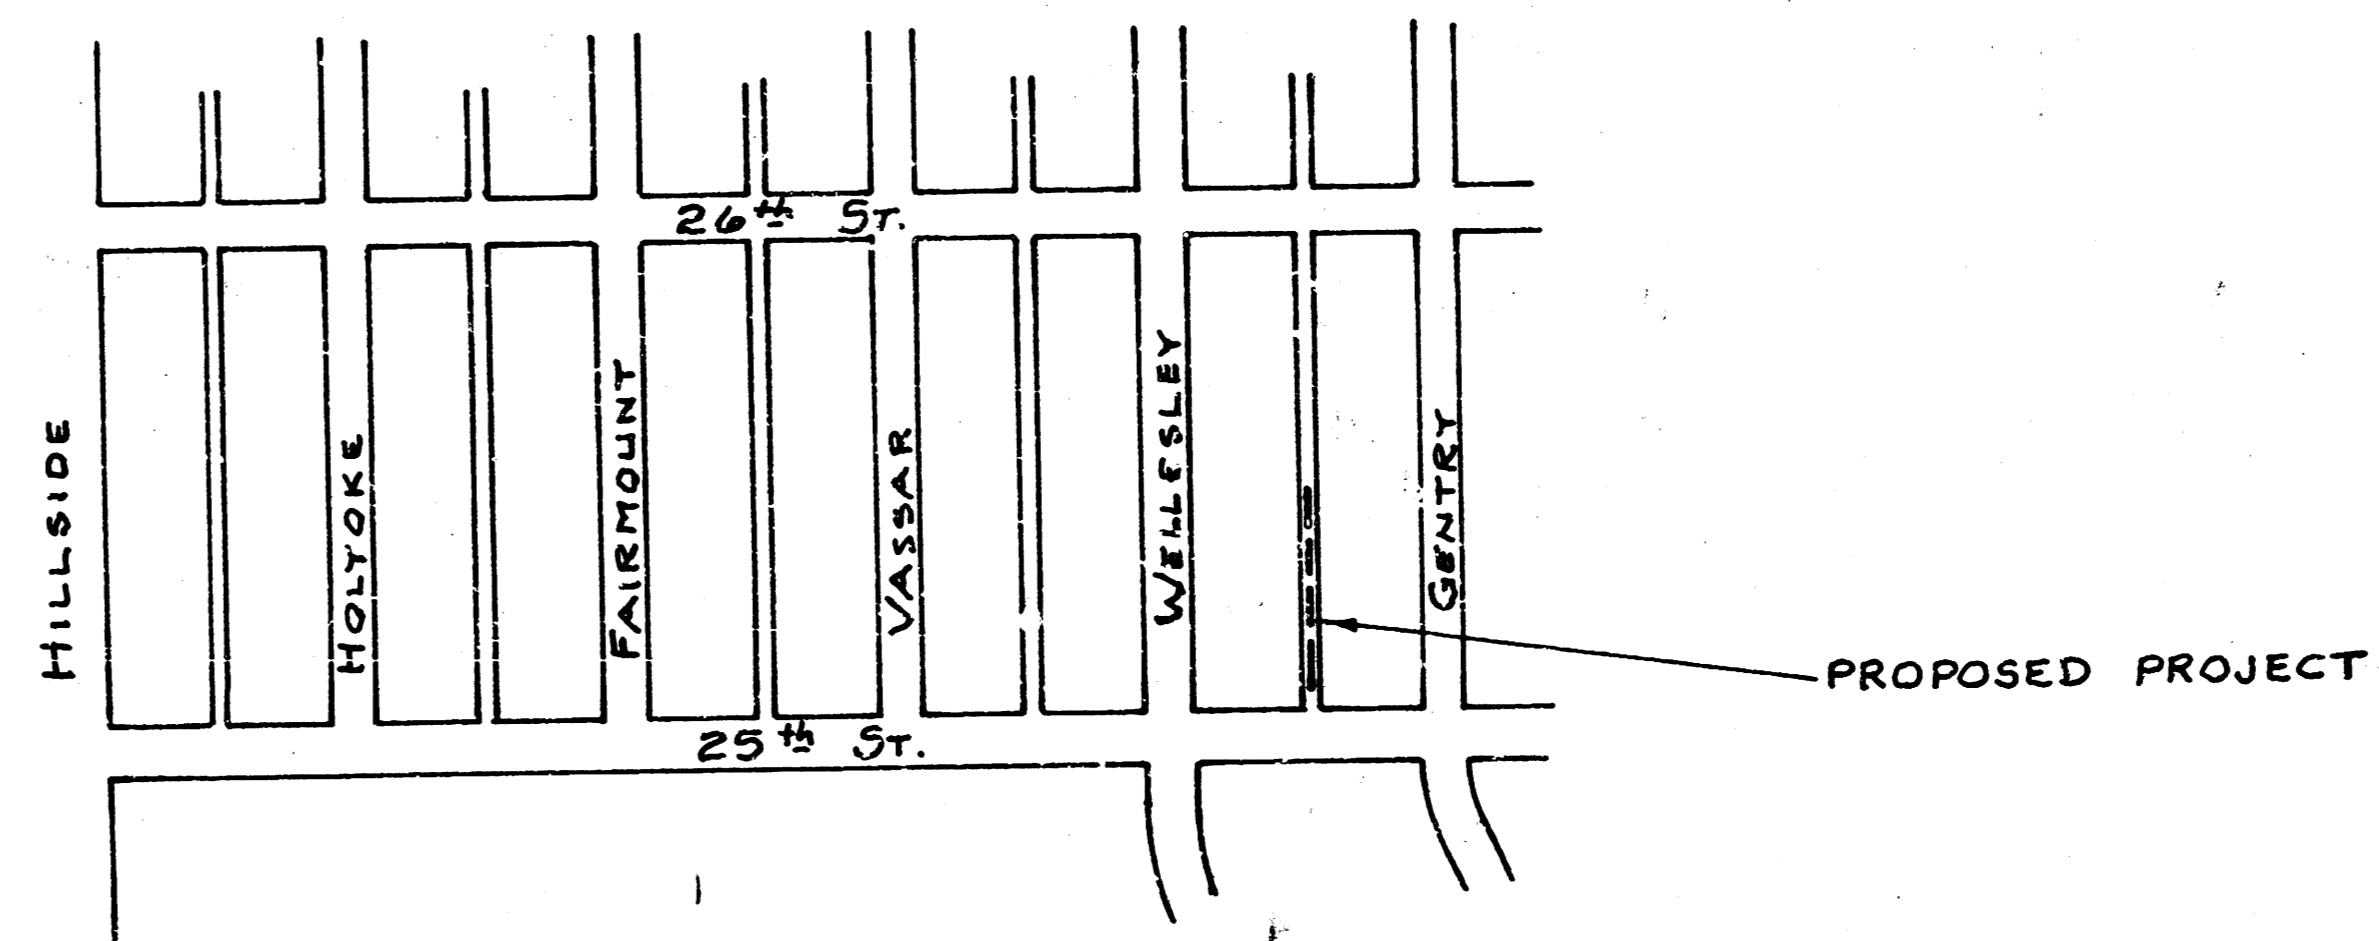 26th St.
HILLSIDE
HOLYOKE
FAIRMOUNT
VASSAR
WELLESLEY
GENTRY
PROPOSED PROJECT
25th St.